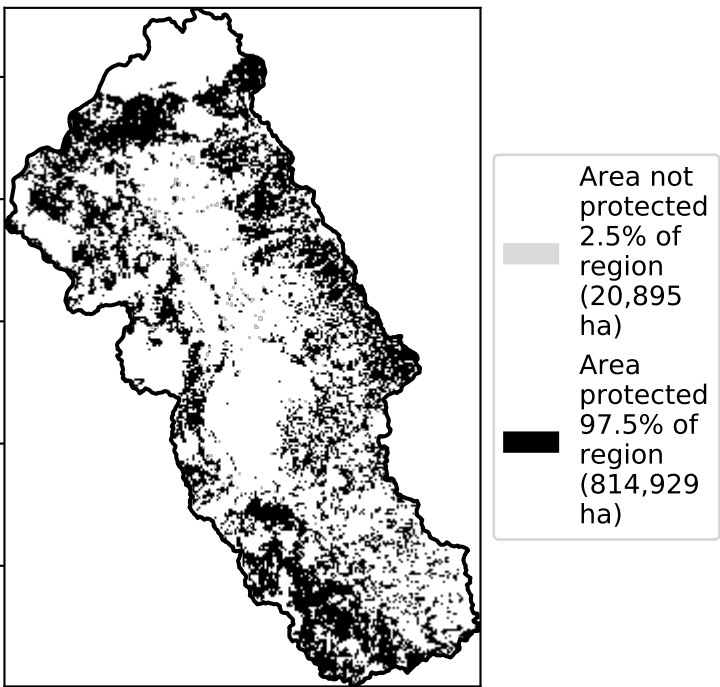 Area not
protected
2.5% of
region
(20,895
ha)
Area
protected
97.5% of
region
(814,929
ha)